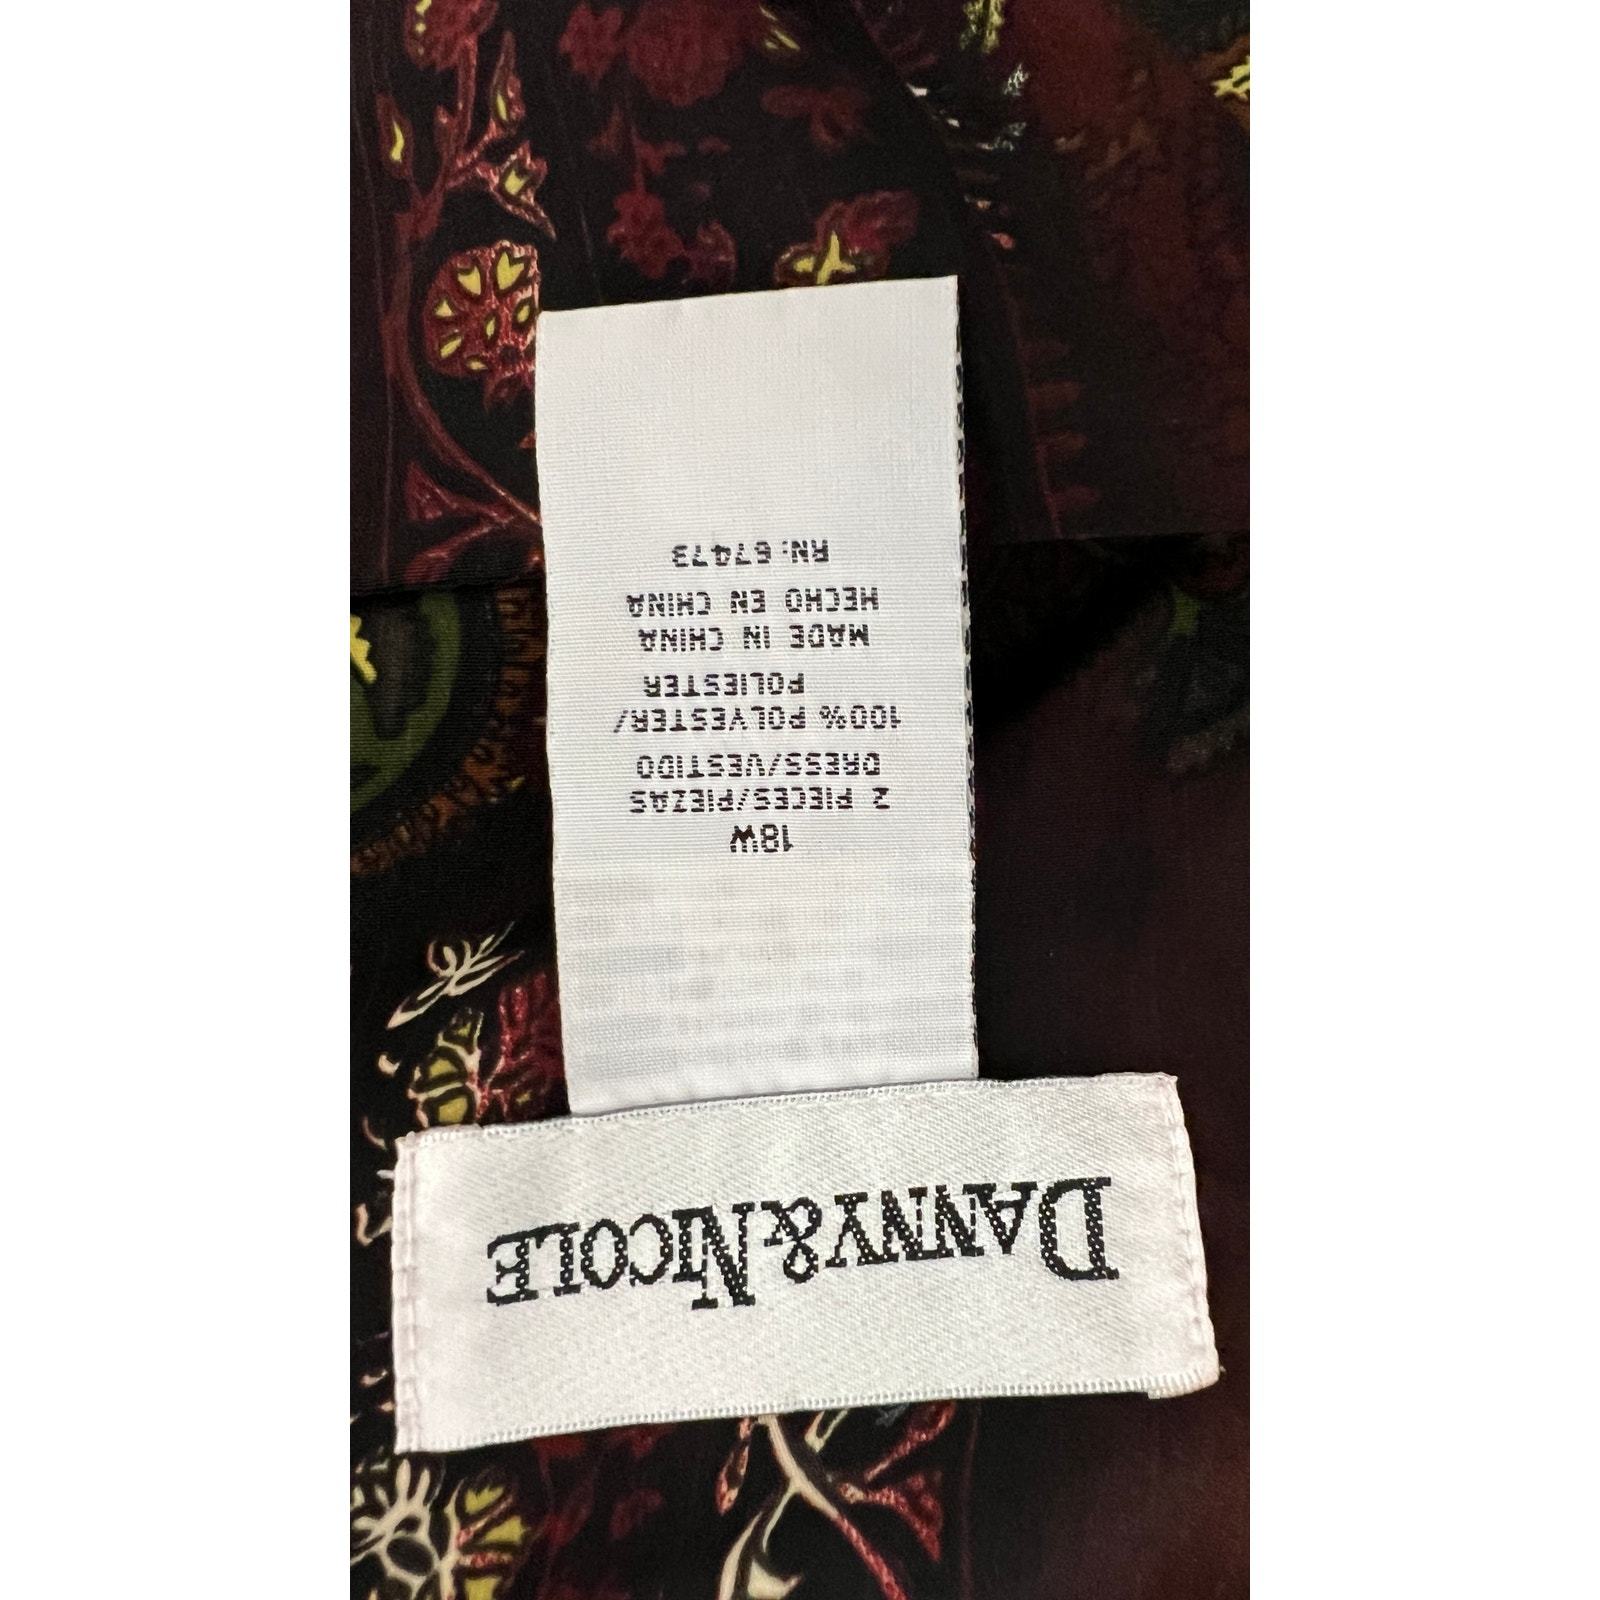 DANNY & NICOLE
18W
2 PIECES/PIEZAS
DRESS/VESTIDO
100% POLYESTER/
POLIESTER
MADE IN CHINA
HECHO EN CHINA
RN: 67473